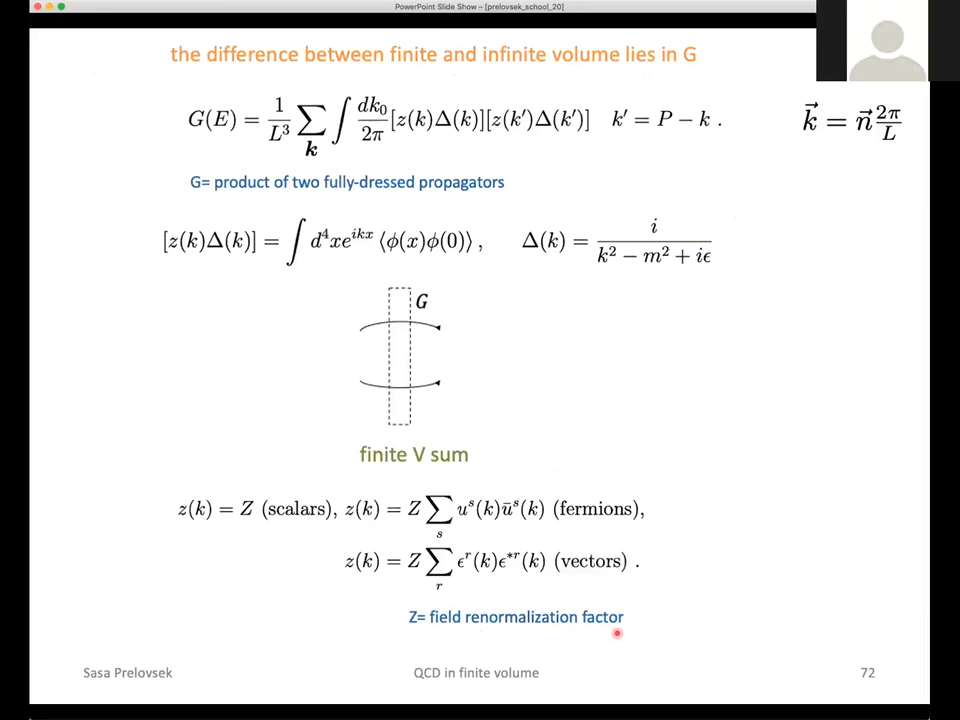 PowerPoint Slide Show – [prelovsek_school_20]
the difference between finite and infinite volume lies in G
G(E) = 1/L³ ∑_k ∫ dk₀/2π [z(k)Δ(k)][z(k′)Δ(k′)]   k′ = P − k .
k⃗ = n⃗ 2π/L
G= product of two fully-dressed propagators
[z(k)Δ(k)] = ∫ d⁴xe^{ikx} ⟨ϕ(x)ϕ(0)⟩ ,   Δ(k) = i/(k² − m² + iϵ)
G
finite V sum
z(k) = Z (scalars), z(k) = Z ∑_s u^s(k)ū^s(k) (fermions),
z(k) = Z ∑_r ϵ^r(k)ϵ^{*r}(k) (vectors) .
Z= field renormalization factor
Sasa Prelovsek QCD in finite volume 72